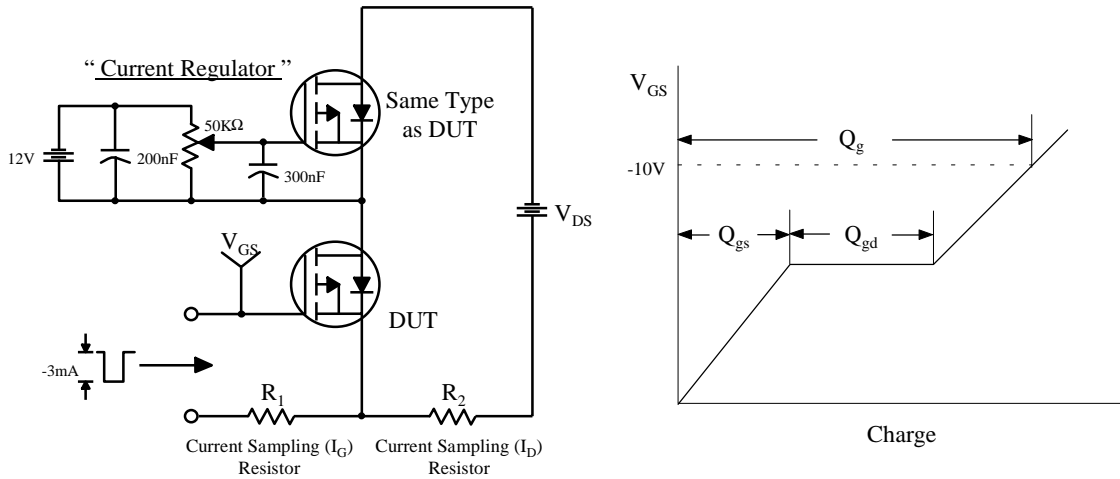 “ Current Regulator ”
Same Type
as DUT
50KΩ
12V
200nF
300nF
V_DS
V_GS
DUT
-3mA
R_1
R_2
Current Sampling (I_G)
Resistor
Current Sampling (I_D)
Resistor
V_GS
Q_g
-10V
Q_gs
Q_gd
Charge